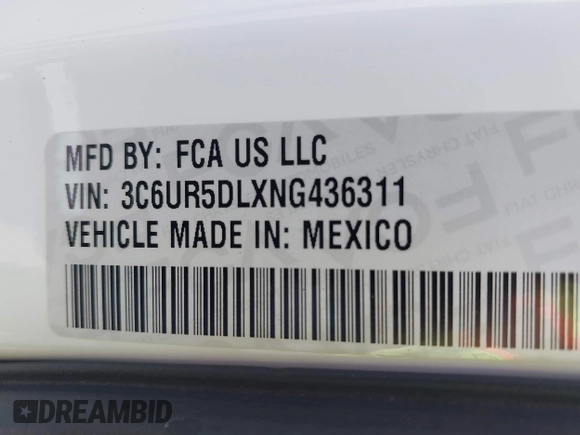 MFD BY: FCA US LLC
VIN: 3C6UR5DLXNG436311
VEHICLE MADE IN: MEXICO
DREAMBID